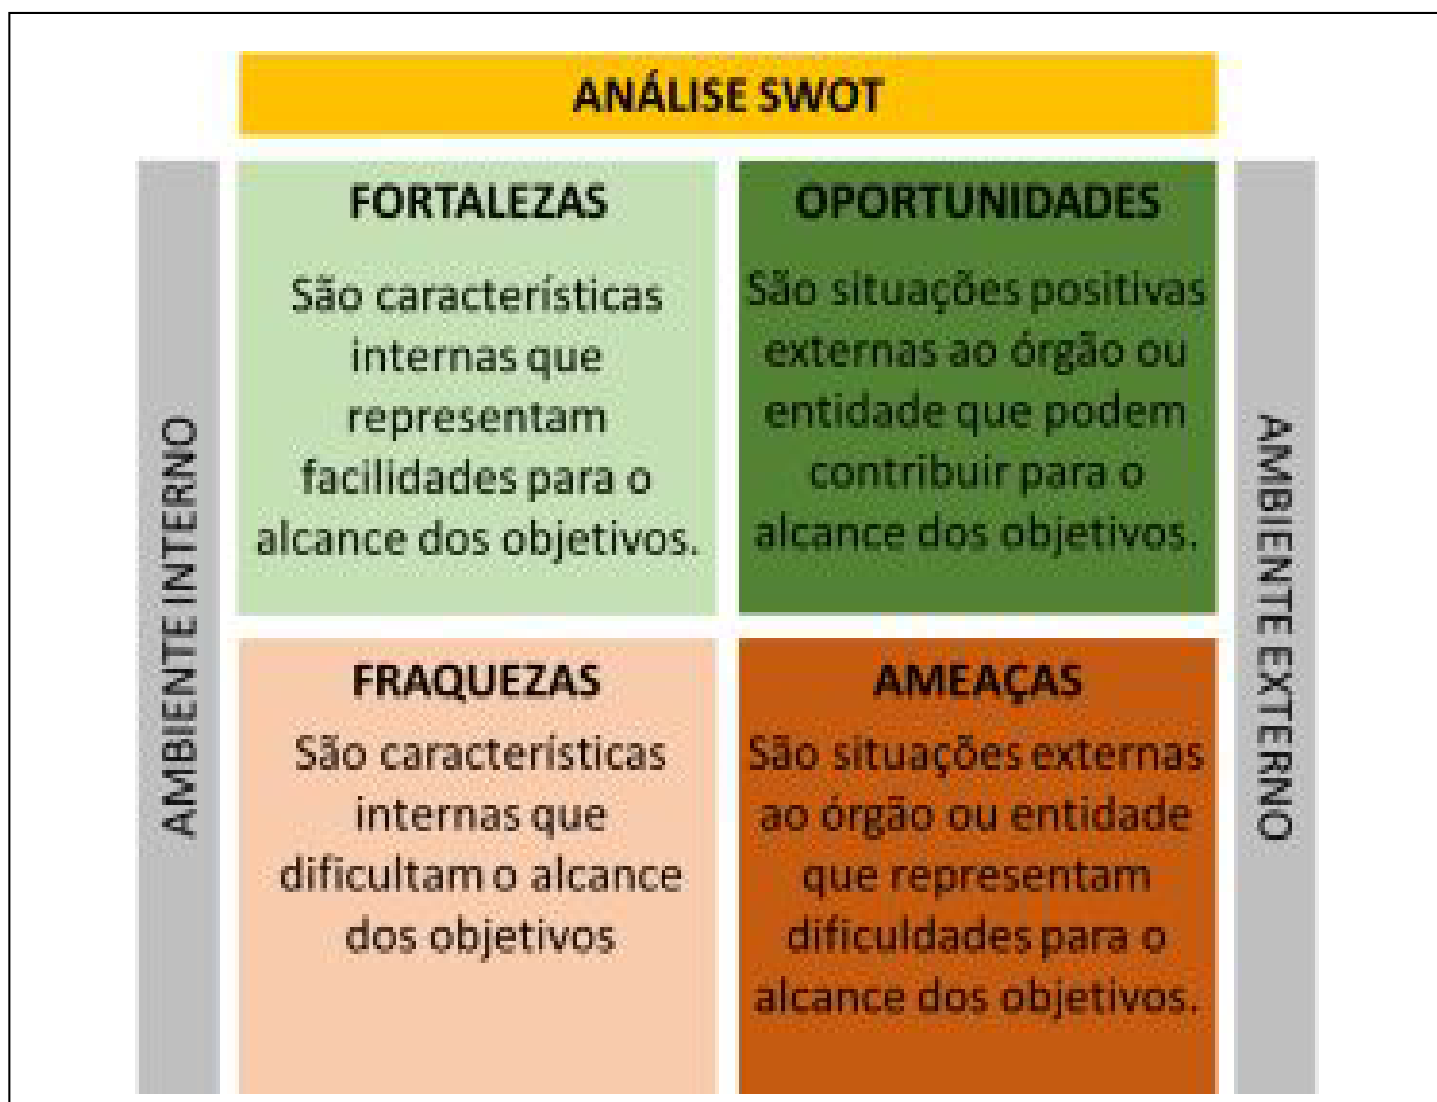 ANÁLISE SWOT
AMBIENTE INTERNO
FORTALEZAS
São características
internas que
representam
facilidades para o
alcance dos objetivos.
OPORTUNIDADES
São situações positivas
externas ao órgão ou
entidade que podem
contribuir para o
alcance dos objetivos.
FRAQUEZAS
São características
internas que
dificultam o alcance
dos objetivos
AMEAÇAS
São situações externas
ao órgão ou entidade
que representam
dificuldades para o
alcance dos objetivos.
AMBIENTE EXTERNO